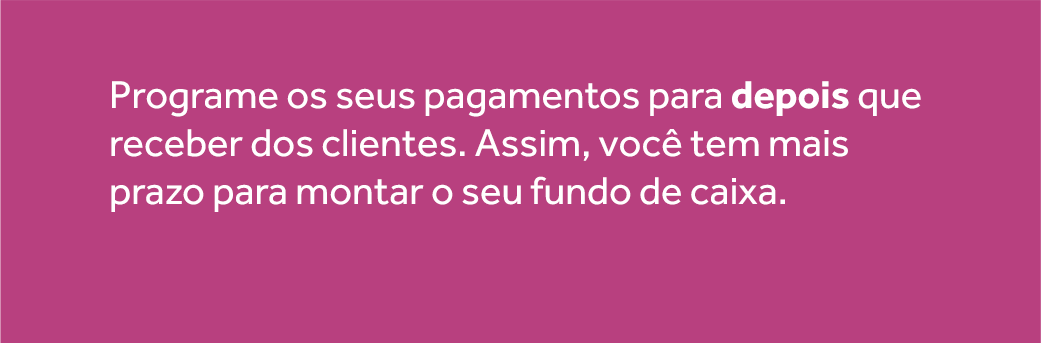 Programe os seus pagamentos para depois que
receber dos clientes. Assim, você tem mais
prazo para montar o seu fundo de caixa.